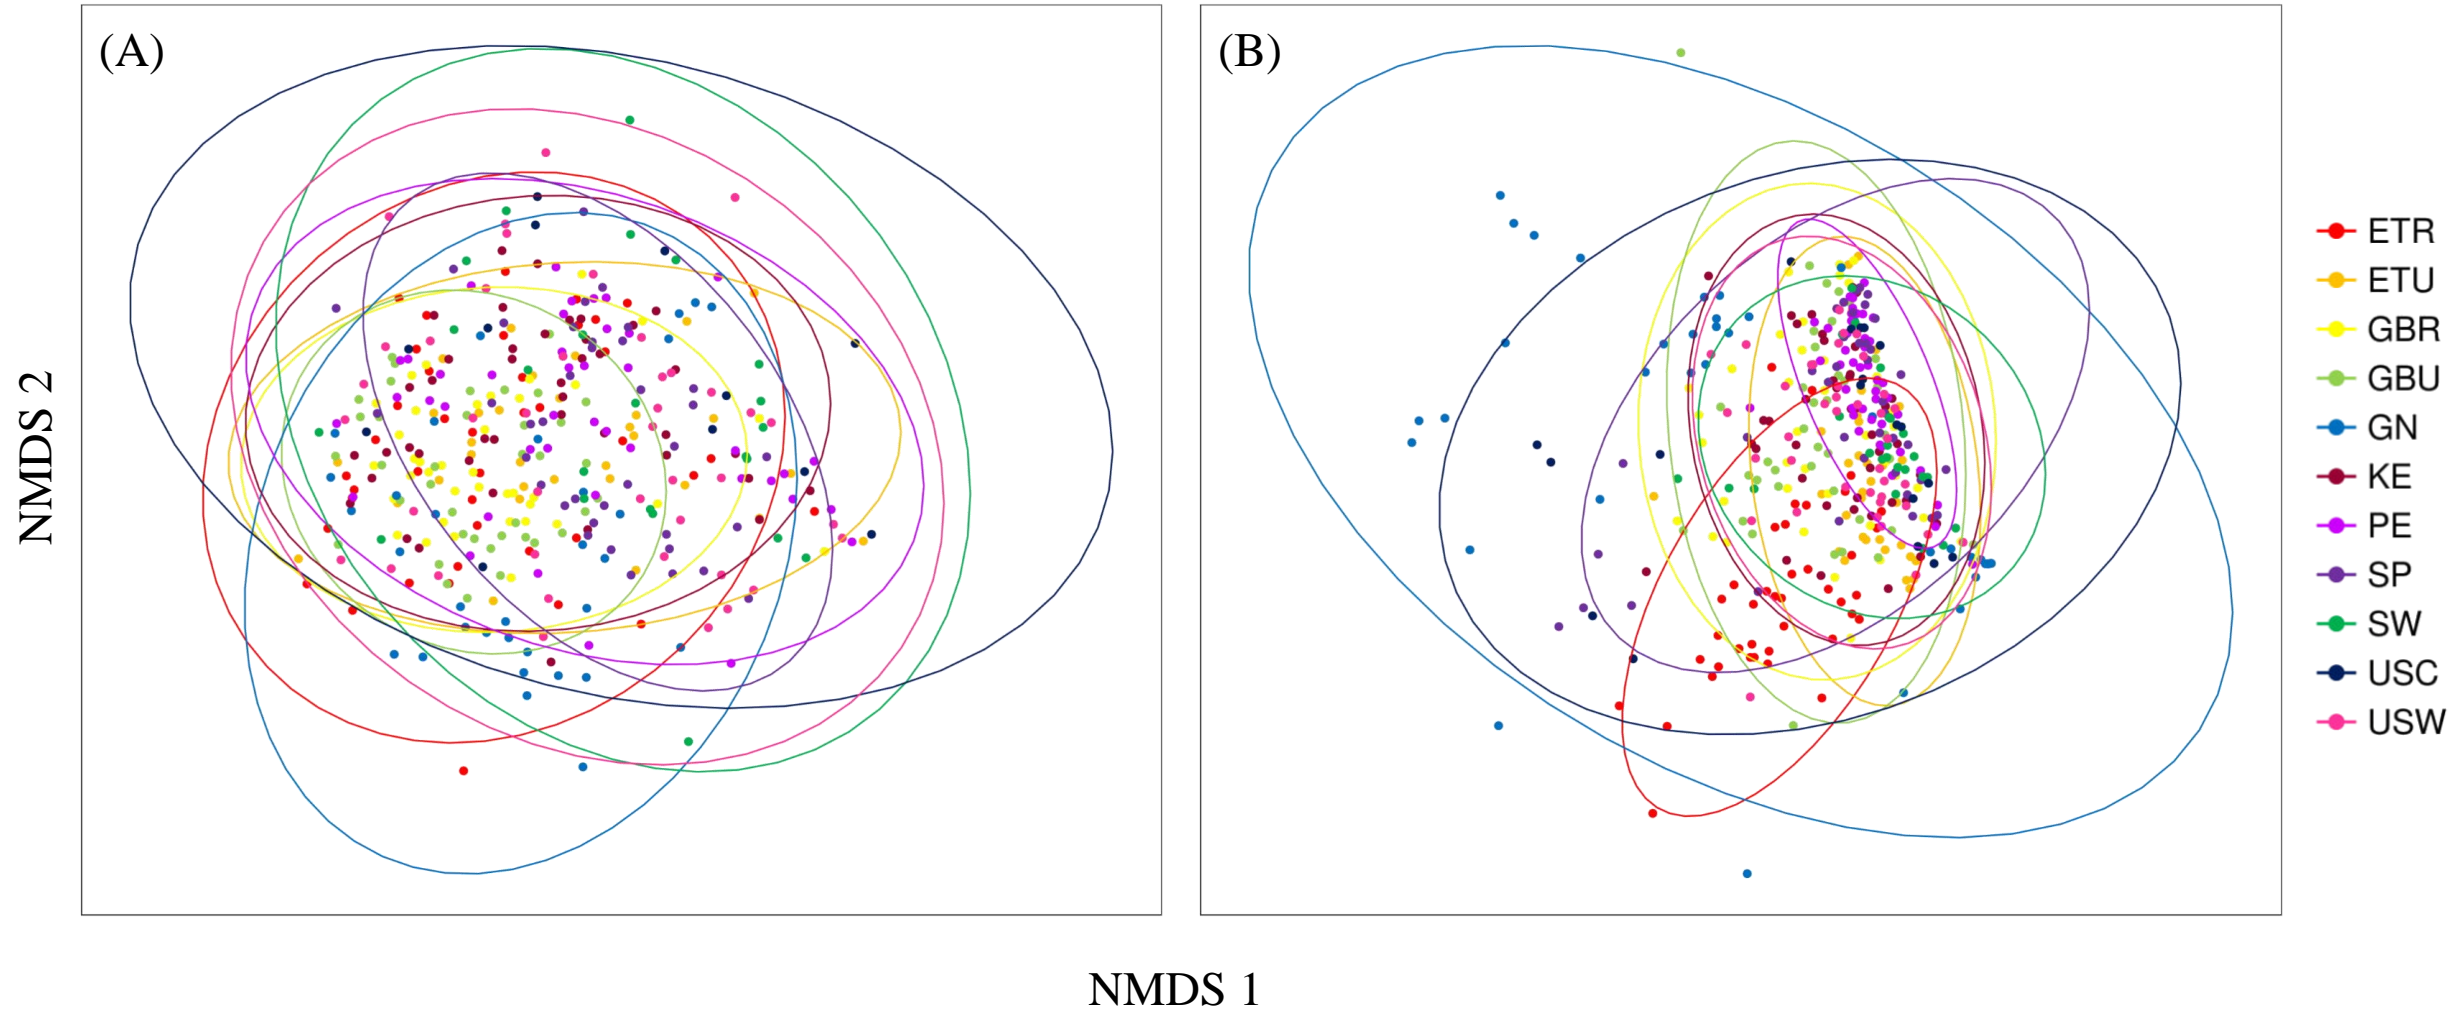 (A)
(B)
NMDS 2
NMDS 1
ETR
ETU
GBR
GBU
GN
KE
PE
SP
SW
USC
USW